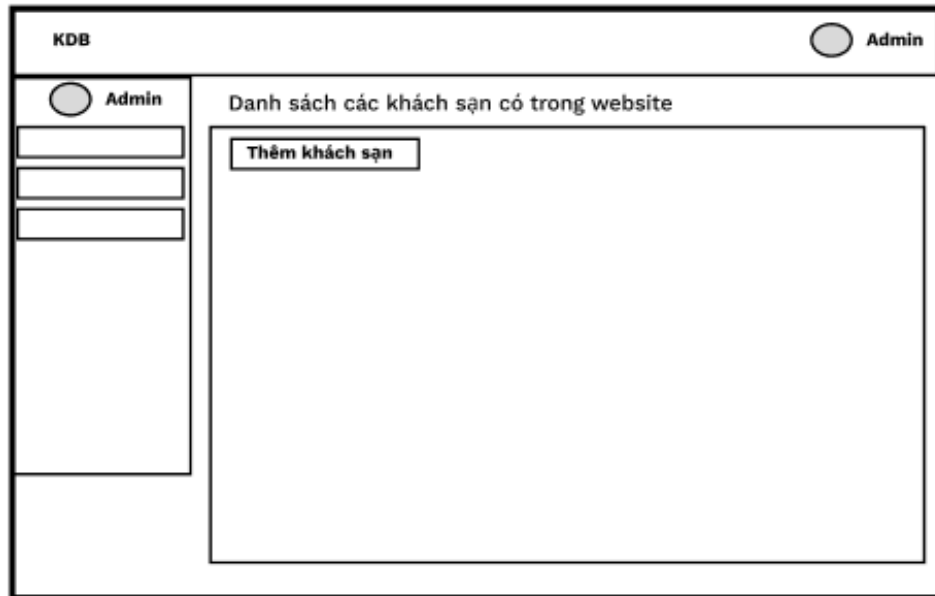 KDB
Admin
Admin
Danh sách các khách sạn có trong website
Thêm khách sạn